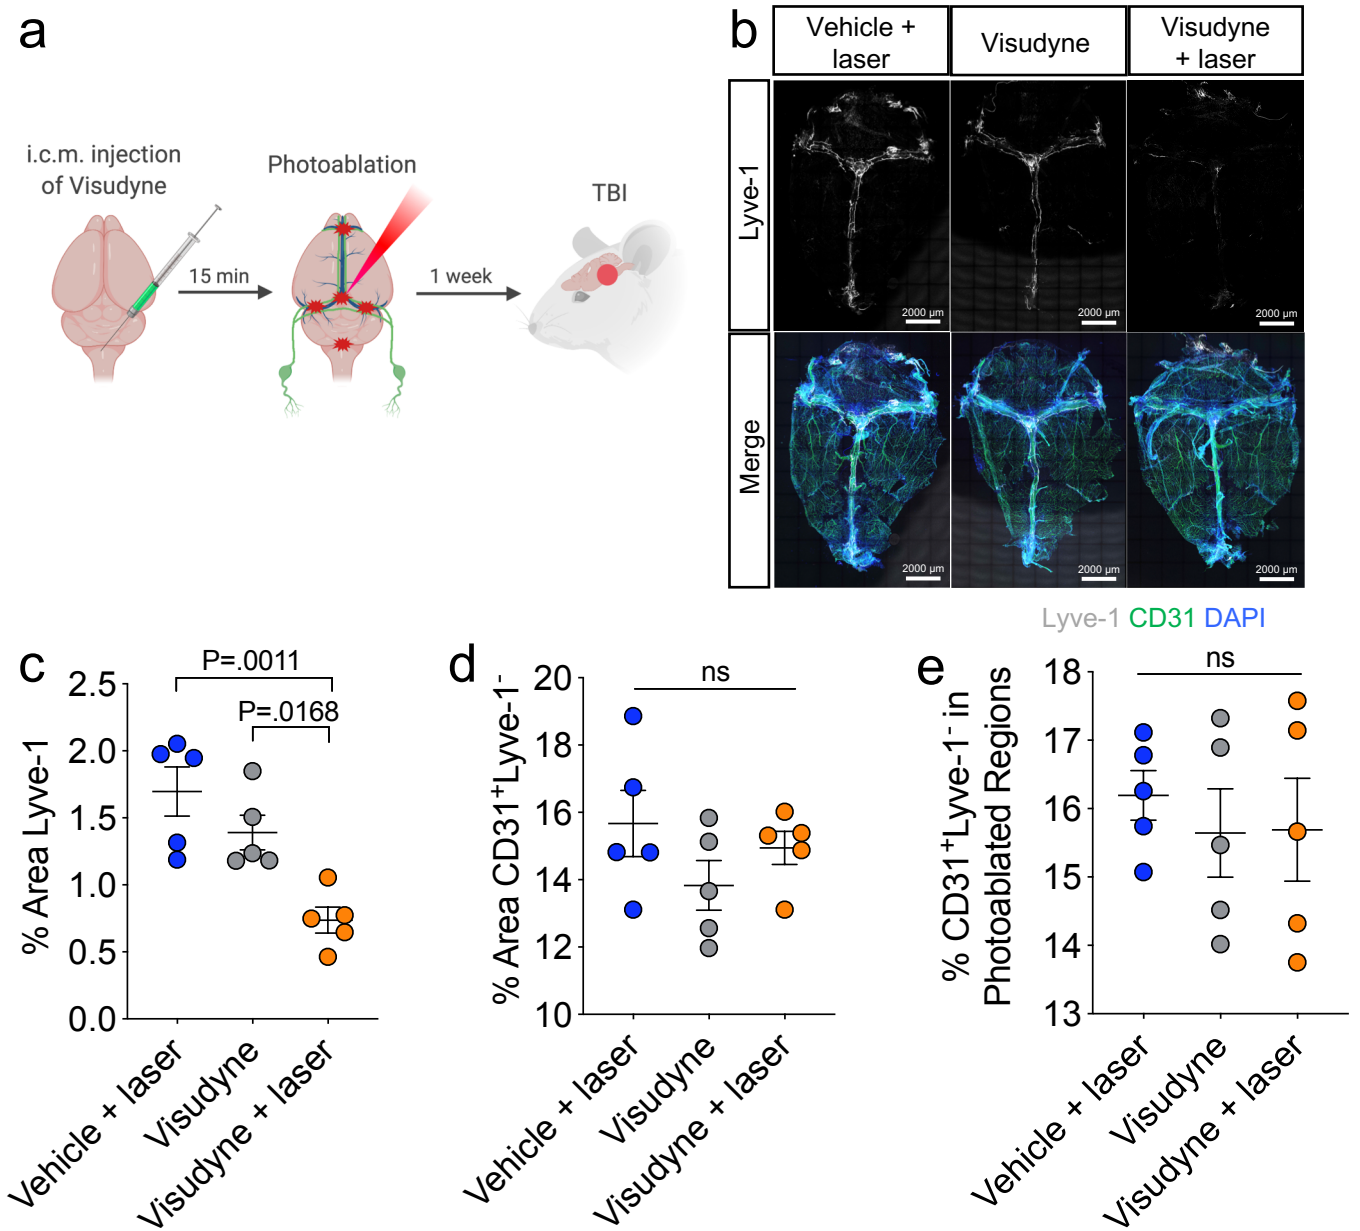 a
i.c.m. injection
of Visudyne
15 min
Photoablation
1 week
TBI
b
Vehicle +
laser
Visudyne
Visudyne
+ laser
Lyve-1
2000 µm
2000 µm
2000 µm
Merge
2000 µm
2000 µm
2000 µm
Lyve-1 CD31 DAPI
c
P=.0011
P=.0168
% Area Lyve-1
2.5
2.0
1.5
1.0
0.5
0.0
Vehicle + laser
Visudyne
Visudyne + laser
d
ns
% Area CD31⁺Lyve-1⁻
20
18
16
14
12
10
Vehicle + laser
Visudyne
Visudyne + laser
e
ns
% CD31⁺Lyve-1⁻ in
Photoablated Regions
18
17
16
15
14
13
Vehicle + laser
Visudyne
Visudyne + laser